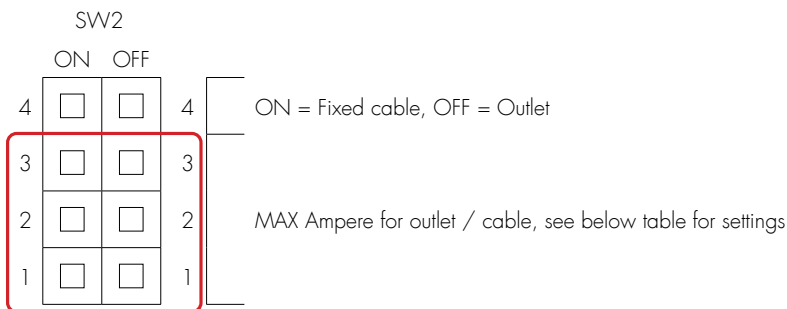 SW2
ON OFF
4 4 ON = Fixed cable, OFF = Outlet
3 3
2 2 MAX Ampere for outlet / cable, see below table for settings
1 1